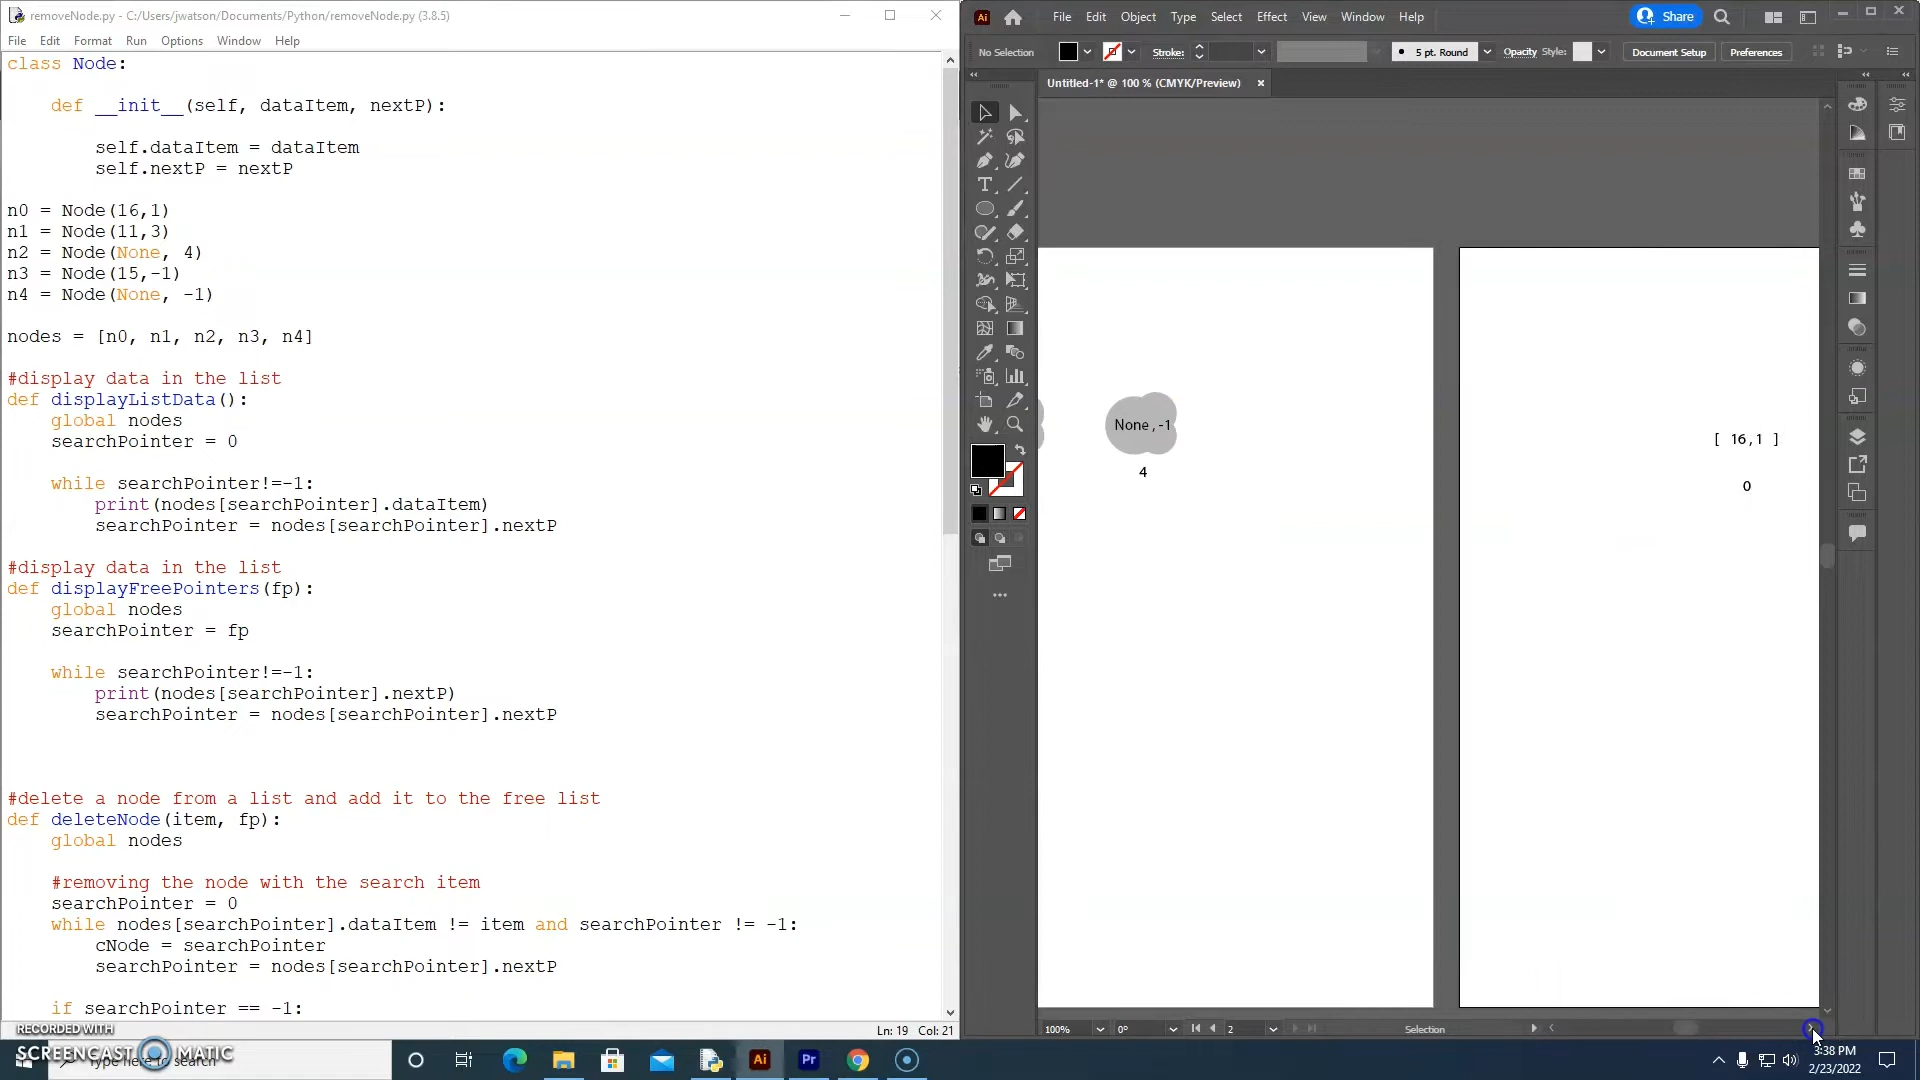 removeNode.py - C:/Users/jwatson/Documents/Python/removeNode.py (3.8.5)
File Edit Format Run Options Window Help
class Node:
def __init__(self, dataItem, nextP):
self.dataItem = dataItem
self.nextP = nextP
n0 = Node(16,1)
n1 = Node(11,3)
n2 = Node(None, 4)
n3 = Node(15,-1)
n4 = Node(None, -1)
nodes = [n0, n1, n2, n3, n4]
#display data in the list
def displayListData():
global nodes
searchPointer = 0
while searchPointer!=-1:
print(nodes[searchPointer].dataItem)
searchPointer = nodes[searchPointer].nextP
#display data in the list
def displayFreePointers(fp):
global nodes
searchPointer = fp
while searchPointer!=-1:
print(nodes[searchPointer].nextP)
searchPointer = nodes[searchPointer].nextP
#delete a node from a list and add it to the free list
def deleteNode(item, fp):
global nodes
#removing the node with the search item
searchPointer = 0
while nodes[searchPointer].dataItem != item and searchPointer != -1:
cNode = searchPointer
searchPointer = nodes[searchPointer].nextP
if searchPointer == -1:
Ln: 19 Col: 21
Ai File Edit Object Type Select Effect View Window Help Share
No Selection Stroke: 5 pt. Round Opacity Style: Document Setup Preferences
Untitled-1* @ 100 % (CMYK/Preview)
None ,-1
4
[ 16,1 ]
0
100% 0° 2 Selection
RECORDED WITH
SCREENCAST MATIC
Type here to search
Ai Pr
3:38 PM
2/23/2022